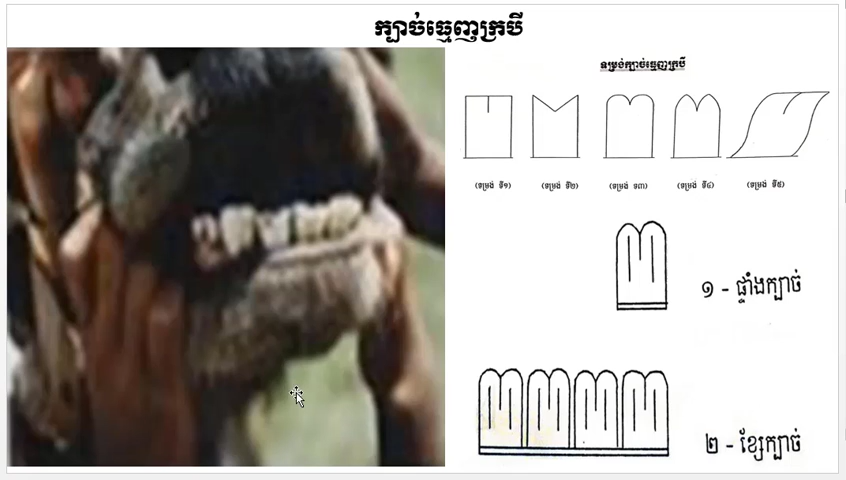 ក្បាច់ធ្មេញក្របី
ទម្រង់ក្បាច់ធ្មេញក្របី
(ទម្រង់ ទី១) (ទម្រង់ ទី២) (ទម្រង់ ទ៣) (ទម្រង់ ទី៤) (ទម្រង់ ទី៥)
១ - ផ្ទាំងក្បាច់
២ - ខ្សែក្បាច់